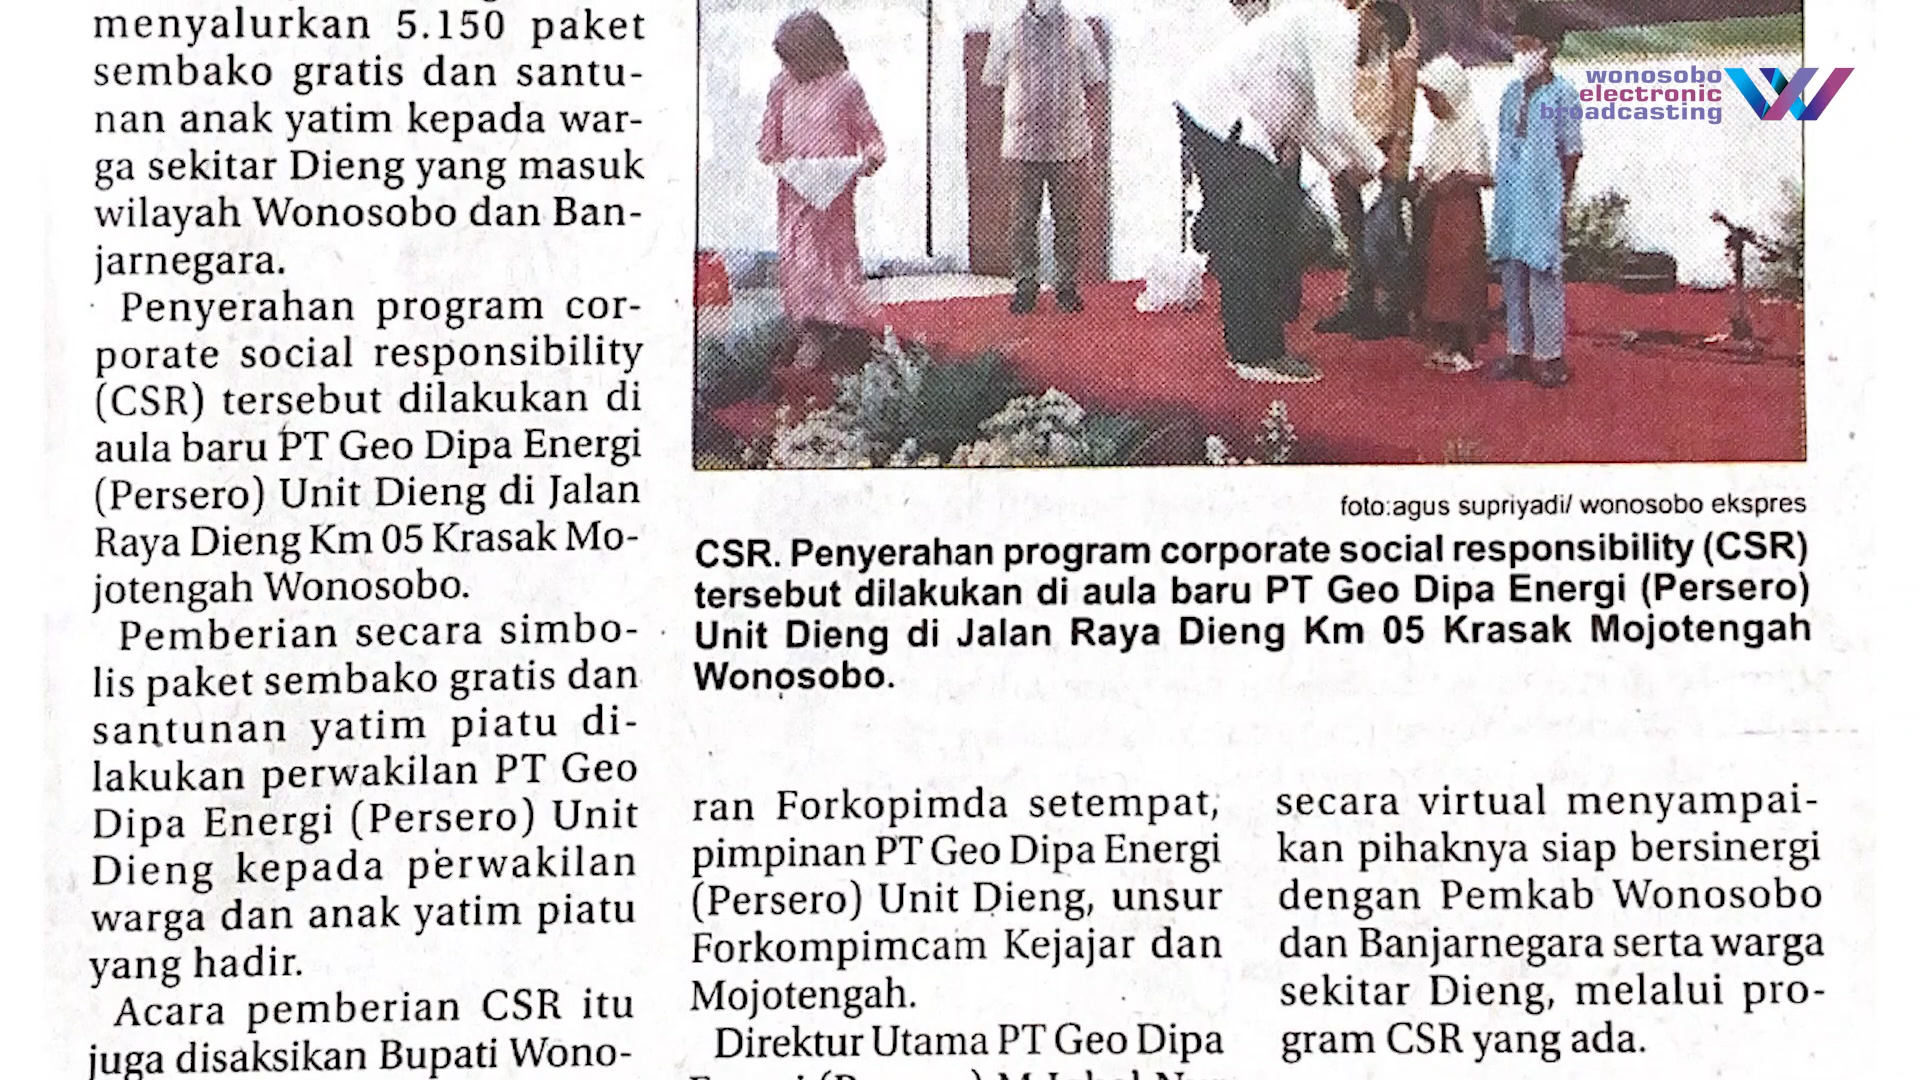 menyalurkan 5.150 paket
sembako gratis dan santu-
nan anak yatim kepada war-
ga sekitar Dieng yang masuk
wilayah Wonosobo dan Ban-
jarnegara.
Penyerahan program cor-
porate social responsibility
(CSR) tersebut dilakukan di
aula baru PT Geo Dipa Energi
(Persero) Unit Dieng di Jalan
Raya Dieng Km 05 Krasak Mo-
jotengah Wonosobo.
Pemberian secara simbo-
lis paket sembako gratis dan
santunan yatim piatu di-
lakukan perwakilan PT Geo
Dipa Energi (Persero) Unit
Dieng kepada perwakilan
warga dan anak yatim piatu
yang hadir.
Acara pemberian CSR itu
juga disaksikan Bupati Wono-
wonosobo
electronic
broadcasting
foto:agus supriyadi/ wonosobo ekspres
CSR. Penyerahan program corporate social responsibility (CSR)
tersebut dilakukan di aula baru PT Geo Dipa Energi (Persero)
Unit Dieng di Jalan Raya Dieng Km 05 Krasak Mojotengah
Wonosobo.
ran Forkopimda setempat,
pimpinan PT Geo Dipa Energi
(Persero) Unit Dieng, unsur
Forkompimcam Kejajar dan
Mojotengah.
Direktur Utama PT Geo Dipa
secara virtual menyampai-
kan pihaknya siap bersinergi
dengan Pemkab Wonosobo
dan Banjarnegara serta warga
sekitar Dieng, melalui pro-
gram CSR yang ada.